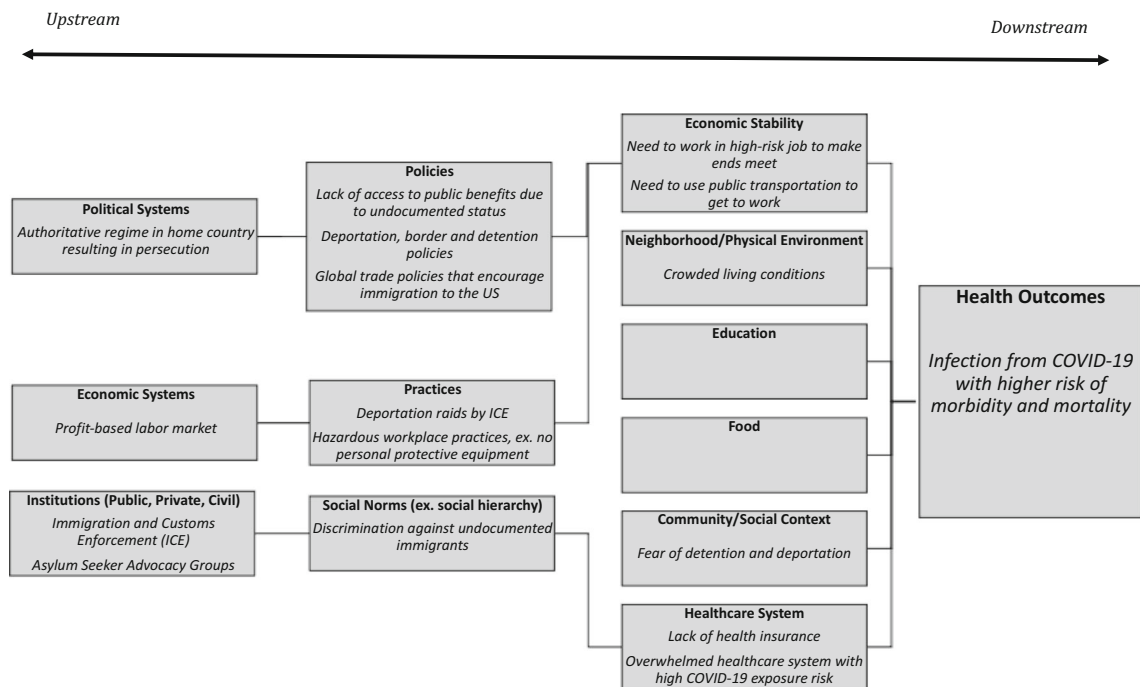 Upstream
Downstream
Political Systems
Authoritative regime in home country
resulting in persecution
Economic Systems
Profit-based labor market
Institutions (Public, Private, Civil)
Immigration and Customs
Enforcement (ICE)
Asylum Seeker Advocacy Groups
Policies
Lack of access to public benefits due
to undocumented status
Deportation, border and detention
policies
Global trade policies that encourage
immigration to the US
Practices
Deportation raids by ICE
Hazardous workplace practices, ex. no
personal protective equipment
Social Norms (ex. social hierarchy)
Discrimination against undocumented
immigrants
Economic Stability
Need to work in high-risk job to make
ends meet
Need to use public transportation to
get to work
Neighborhood/Physical Environment
Crowded living conditions
Education
Food
Community/Social Context
Fear of detention and deportation
Healthcare System
Lack of health insurance
Overwhelmed healthcare system with
high COVID-19 exposure risk
Health Outcomes
Infection from COVID-19
with higher risk of
morbidity and mortality